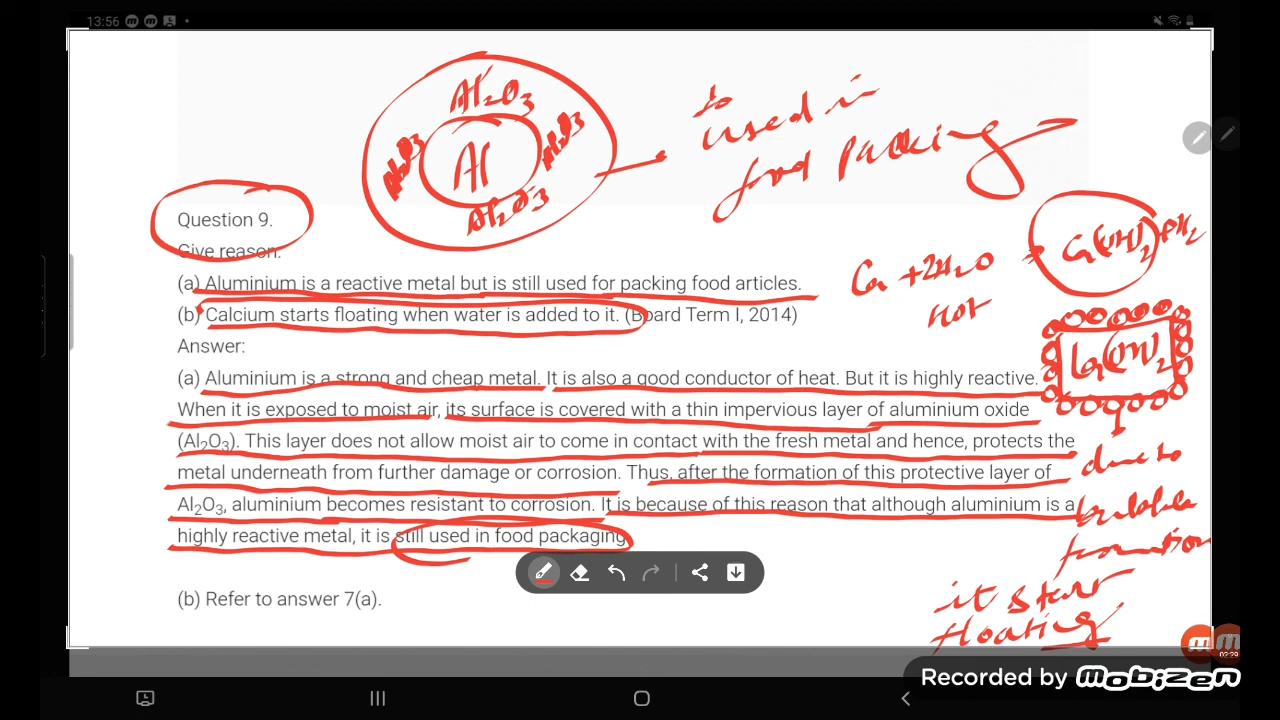 13:56
Al2O3
Al2O3
Al
Al2O3
Al2O3
to
used in
food packing
Question 9.
Give reason:
(a) Aluminium is a reactive metal but is still used for packing food articles.
(b) Calcium starts floating when water is added to it. (Board Term I, 2014)
Ca + 2H2O → Ca(OH)2 + H2
hot
Ca(OH)2
Answer:
(a) Aluminium is a strong and cheap metal. It is also a good conductor of heat. But it is highly reactive.
When it is exposed to moist air, its surface is covered with a thin impervious layer of aluminium oxide
(Al2O3). This layer does not allow moist air to come in contact with the fresh metal and hence, protects the
metal underneath from further damage or corrosion. Thus, after the formation of this protective layer of
Al2O3, aluminium becomes resistant to corrosion. It is because of this reason that although aluminium is a
highly reactive metal, it is still used in food packaging
due to
bubble
formation
it start
floating
(b) Refer to answer 7(a).
02:29
Recorded by mobizen